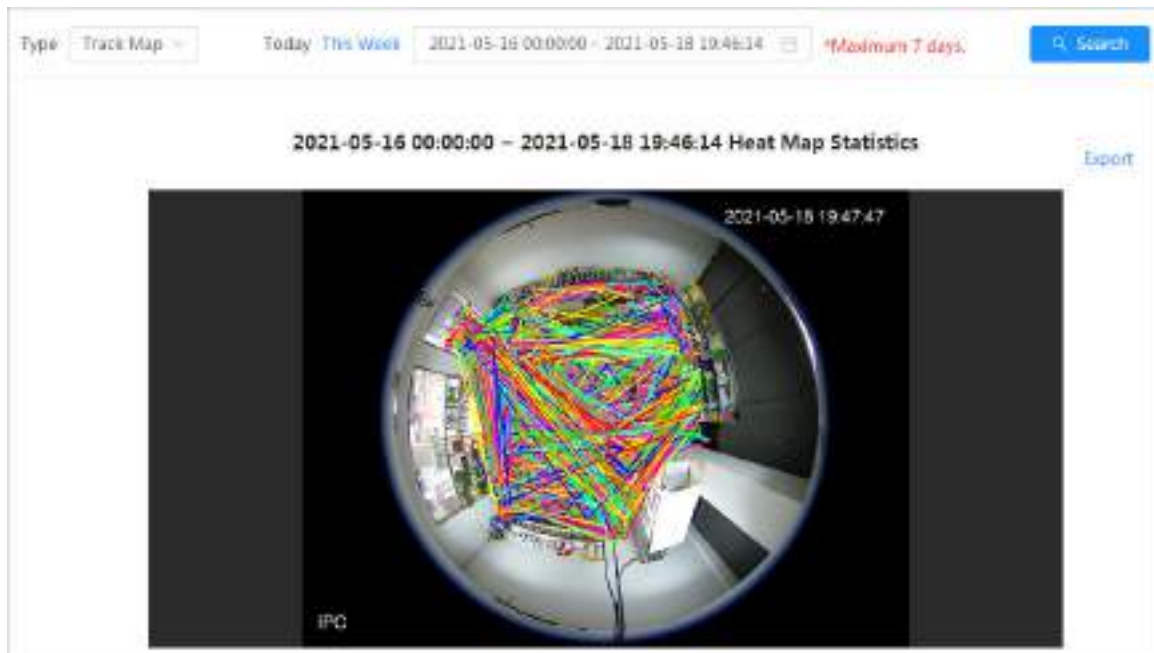 Type Track Map Today This Week 2021-05-16 00:00:00 - 2021-05-18 19:46:14 *Maximum 7 days. Search
2021-05-16 00:00:00 ~ 2021-05-18 19:46:14 Heat Map Statistics
Export
2021-05-18 19:47:47
IPC